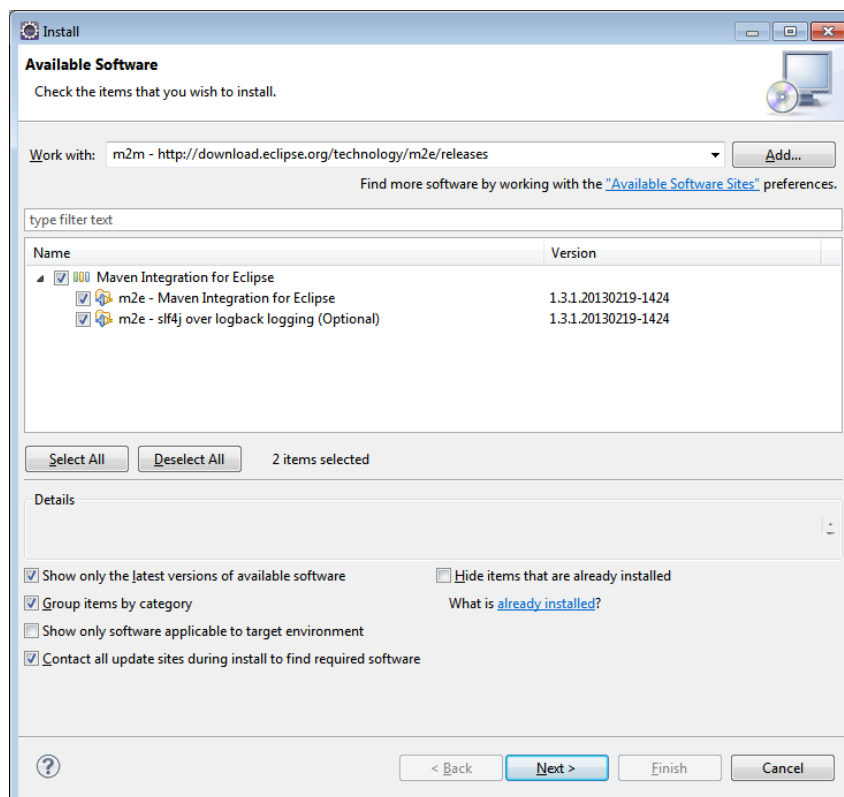 Install
Available Software
Check the items that you wish to install.
Work with: m2m - http://download.eclipse.org/technology/m2e/releases Add...
Find more software by working with the "Available Software Sites" preferences.
type filter text
Name Version
Maven Integration for Eclipse
m2e - Maven Integration for Eclipse 1.3.1.20130219-1424
m2e - slf4j over logback logging (Optional) 1.3.1.20130219-1424
Select All Deselect All 2 items selected
Details
Show only the latest versions of available software Hide items that are already installed
Group items by category What is already installed?
Show only software applicable to target environment
Contact all update sites during install to find required software
? < Back Next > Finish Cancel